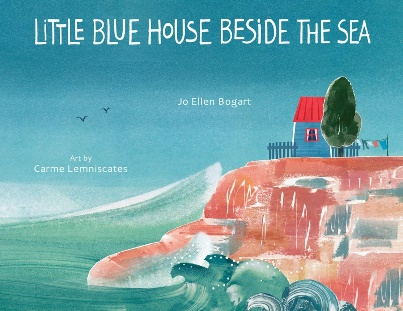 LiTTLE BLUE HOUSE BESiDE THE SEA
Jo Ellen Bogart
Art by
Carme Lemniscates